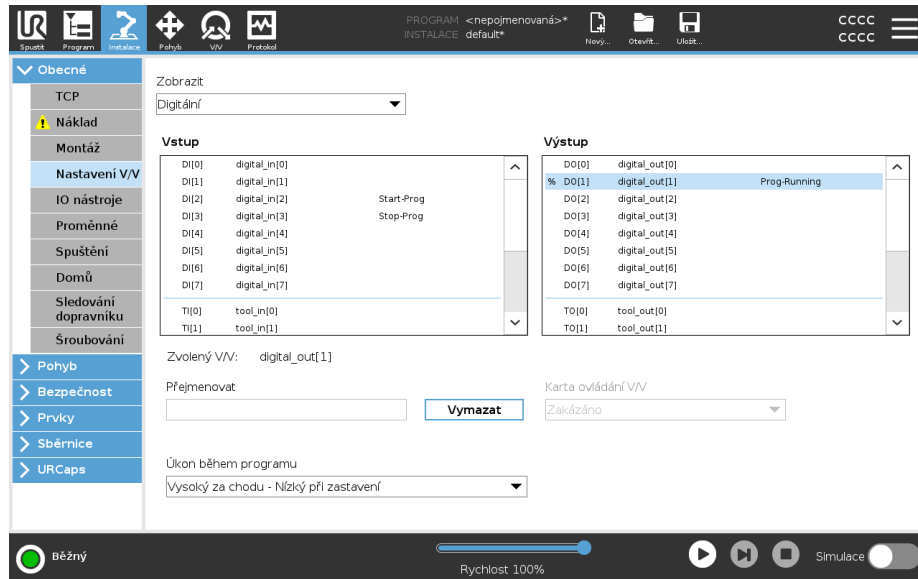 PROGRAM <nepojmenovaná>*
INSTALACE default*
UR
Spustit
Program
Instalace
Pohyb
V/V
Protokol
Nový...
Otevřít...
Uložit...
CCCC
CCCC
Obecné
TCP
Náklad
Montáž
Nastavení V/V
IO nástroje
Proměnné
Spuštění
Domů
Sledování
dopravníku
Šroubování
Pohyb
Bezpečnost
Prvky
Sběrnice
URCaps
Zobrazit
Digitální
Vstup
DI[0] digital_in[0]
DI[1] digital_in[1]
DI[2] digital_in[2] Start-Prog
DI[3] digital_in[3] Stop-Prog
DI[4] digital_in[4]
DI[5] digital_in[5]
DI[6] digital_in[6]
DI[7] digital_in[7]
TI[0] tool_in[0]
TI[1] tool_in[1]
Výstup
DO[0] digital_out[0]
% DO[1] digital_out[1] Prog-Running
DO[2] digital_out[2]
DO[3] digital_out[3]
DO[4] digital_out[4]
DO[5] digital_out[5]
DO[6] digital_out[6]
DO[7] digital_out[7]
TO[0] tool_out[0]
TO[1] tool_out[1]
Zvolený V/V: digital_out[1]
Přejmenovat
Vymazat
Karta ovládání V/V
Zakázáno
Úkon během programu
Vysoký za chodu - Nízký při zastavení
Běžný
Rychlost 100%
Simulace